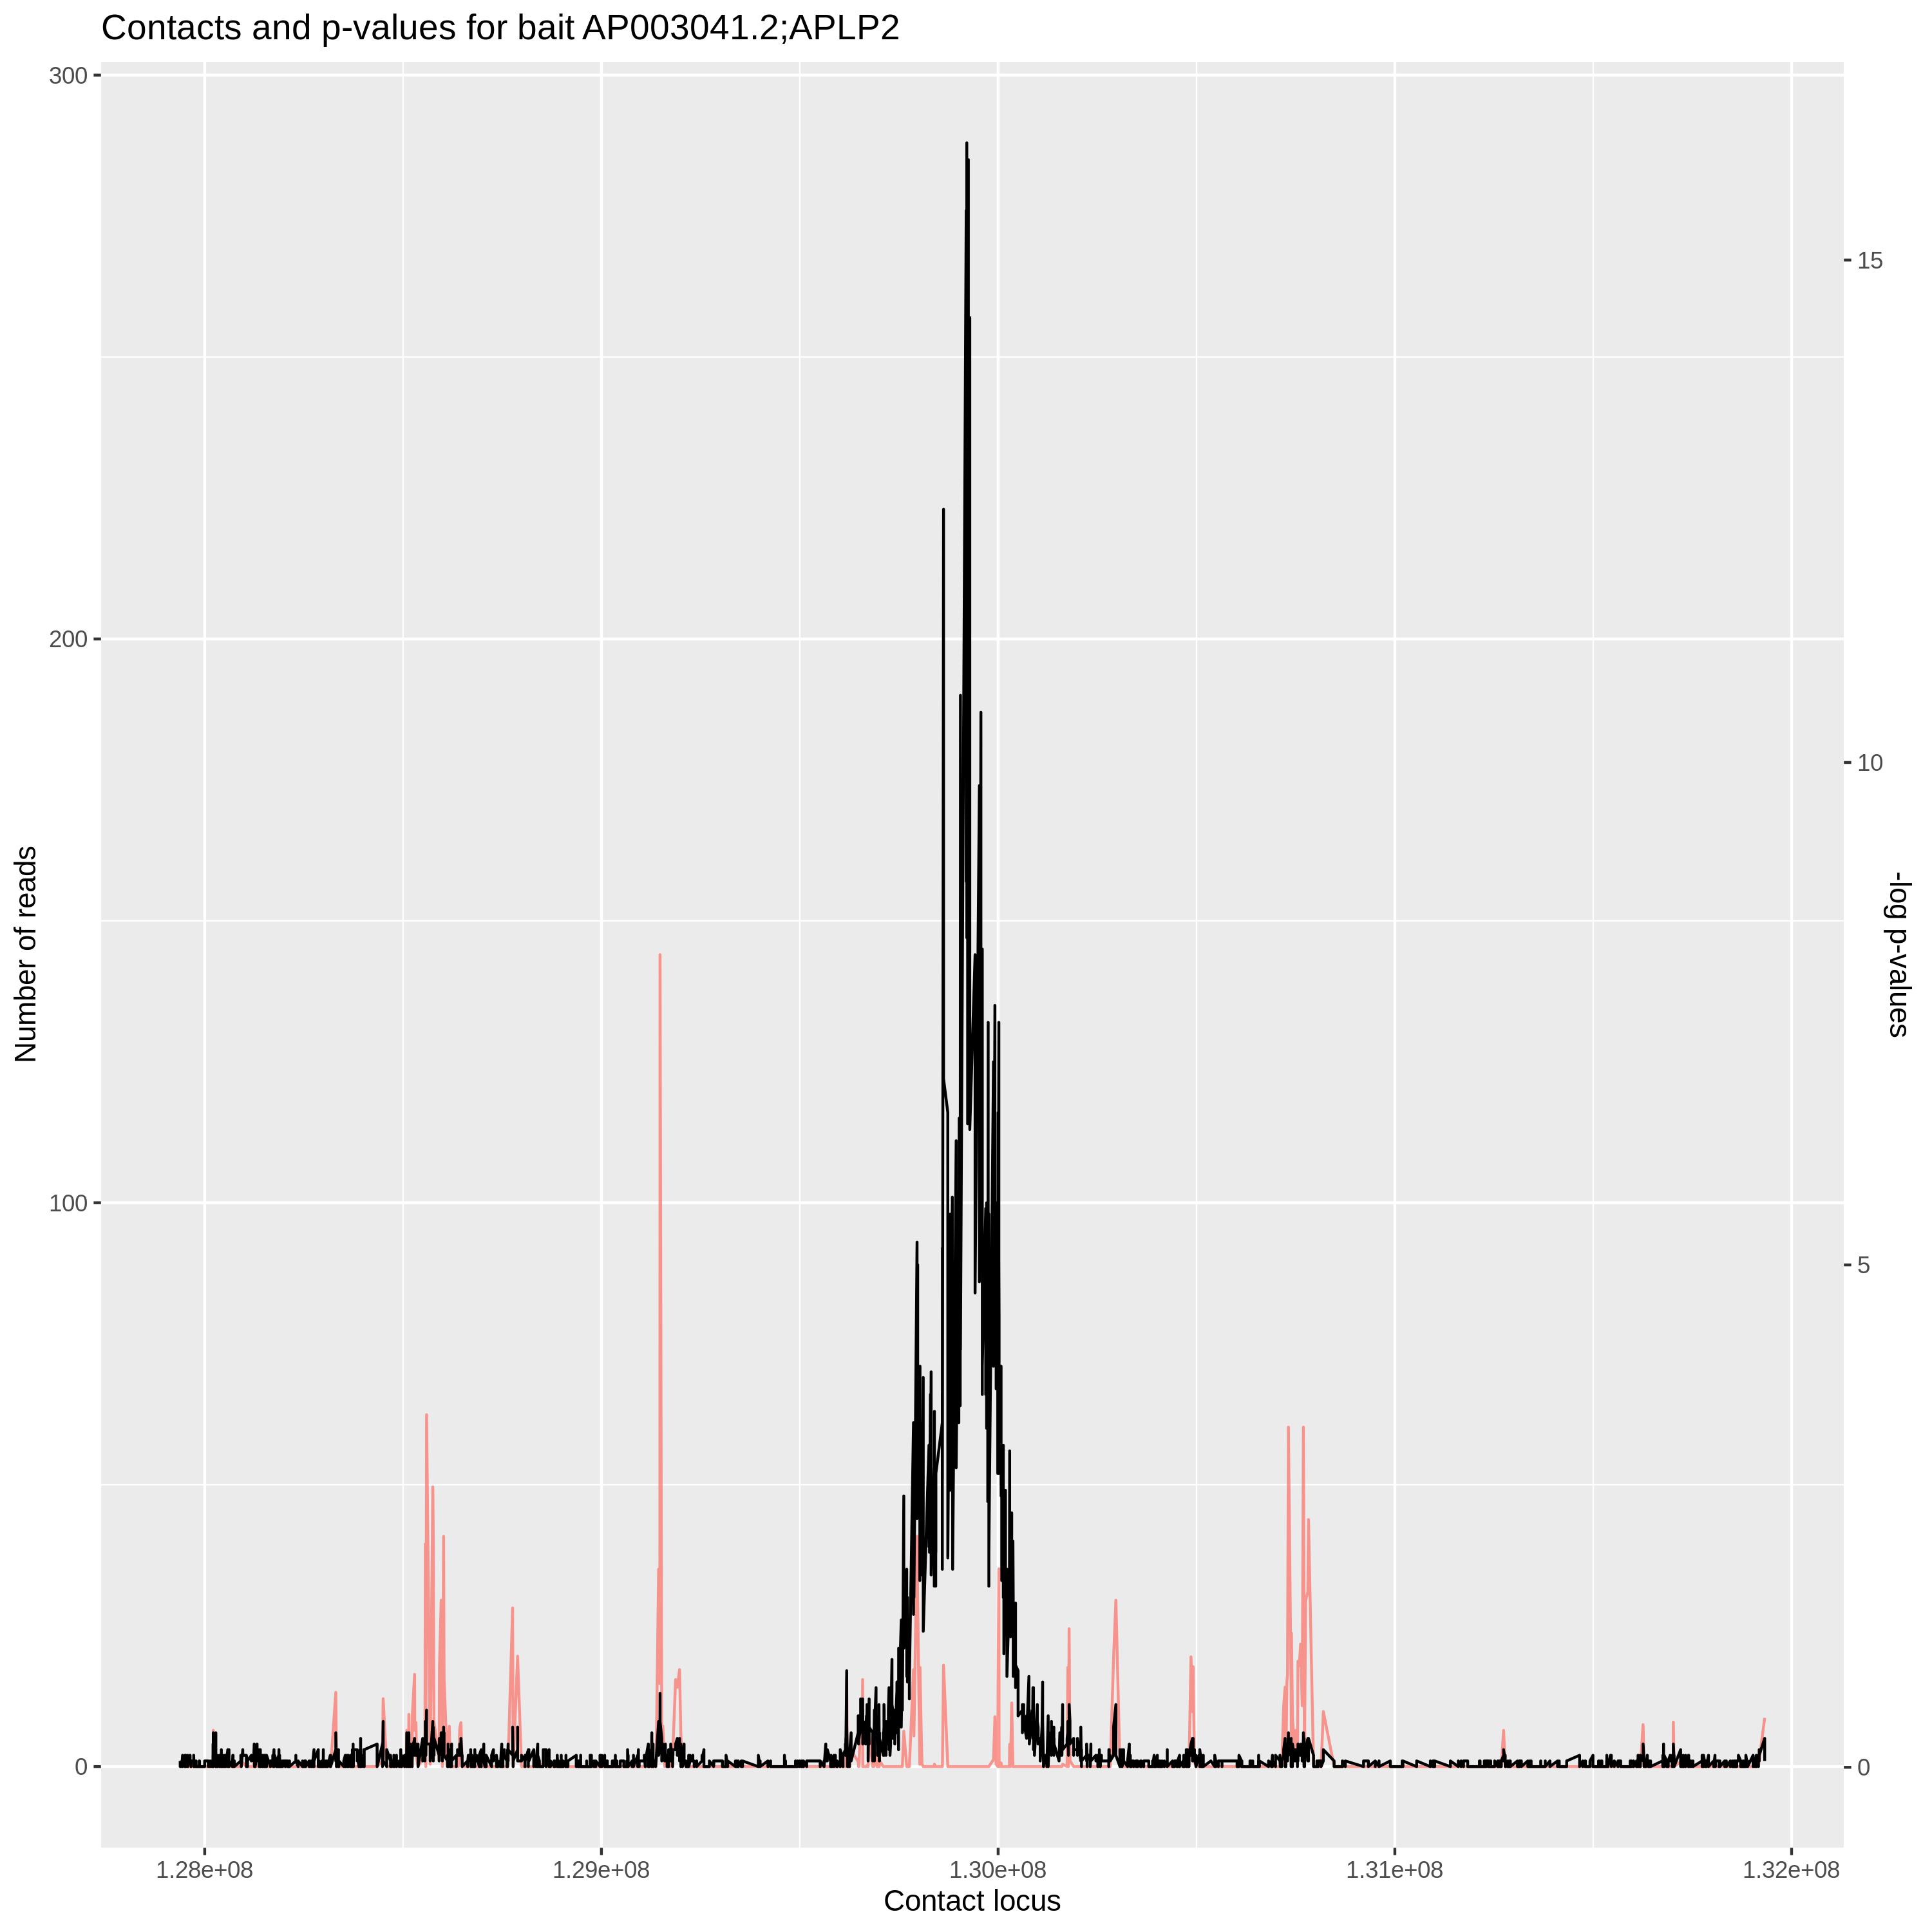 Contacts and p-values for bait AP003041.2;APLP2
300
200
100
0
Number of reads
15
10
5
0
-log p-values
1.28e+08
1.29e+08
1.30e+08
1.31e+08
1.32e+08
Contact locus